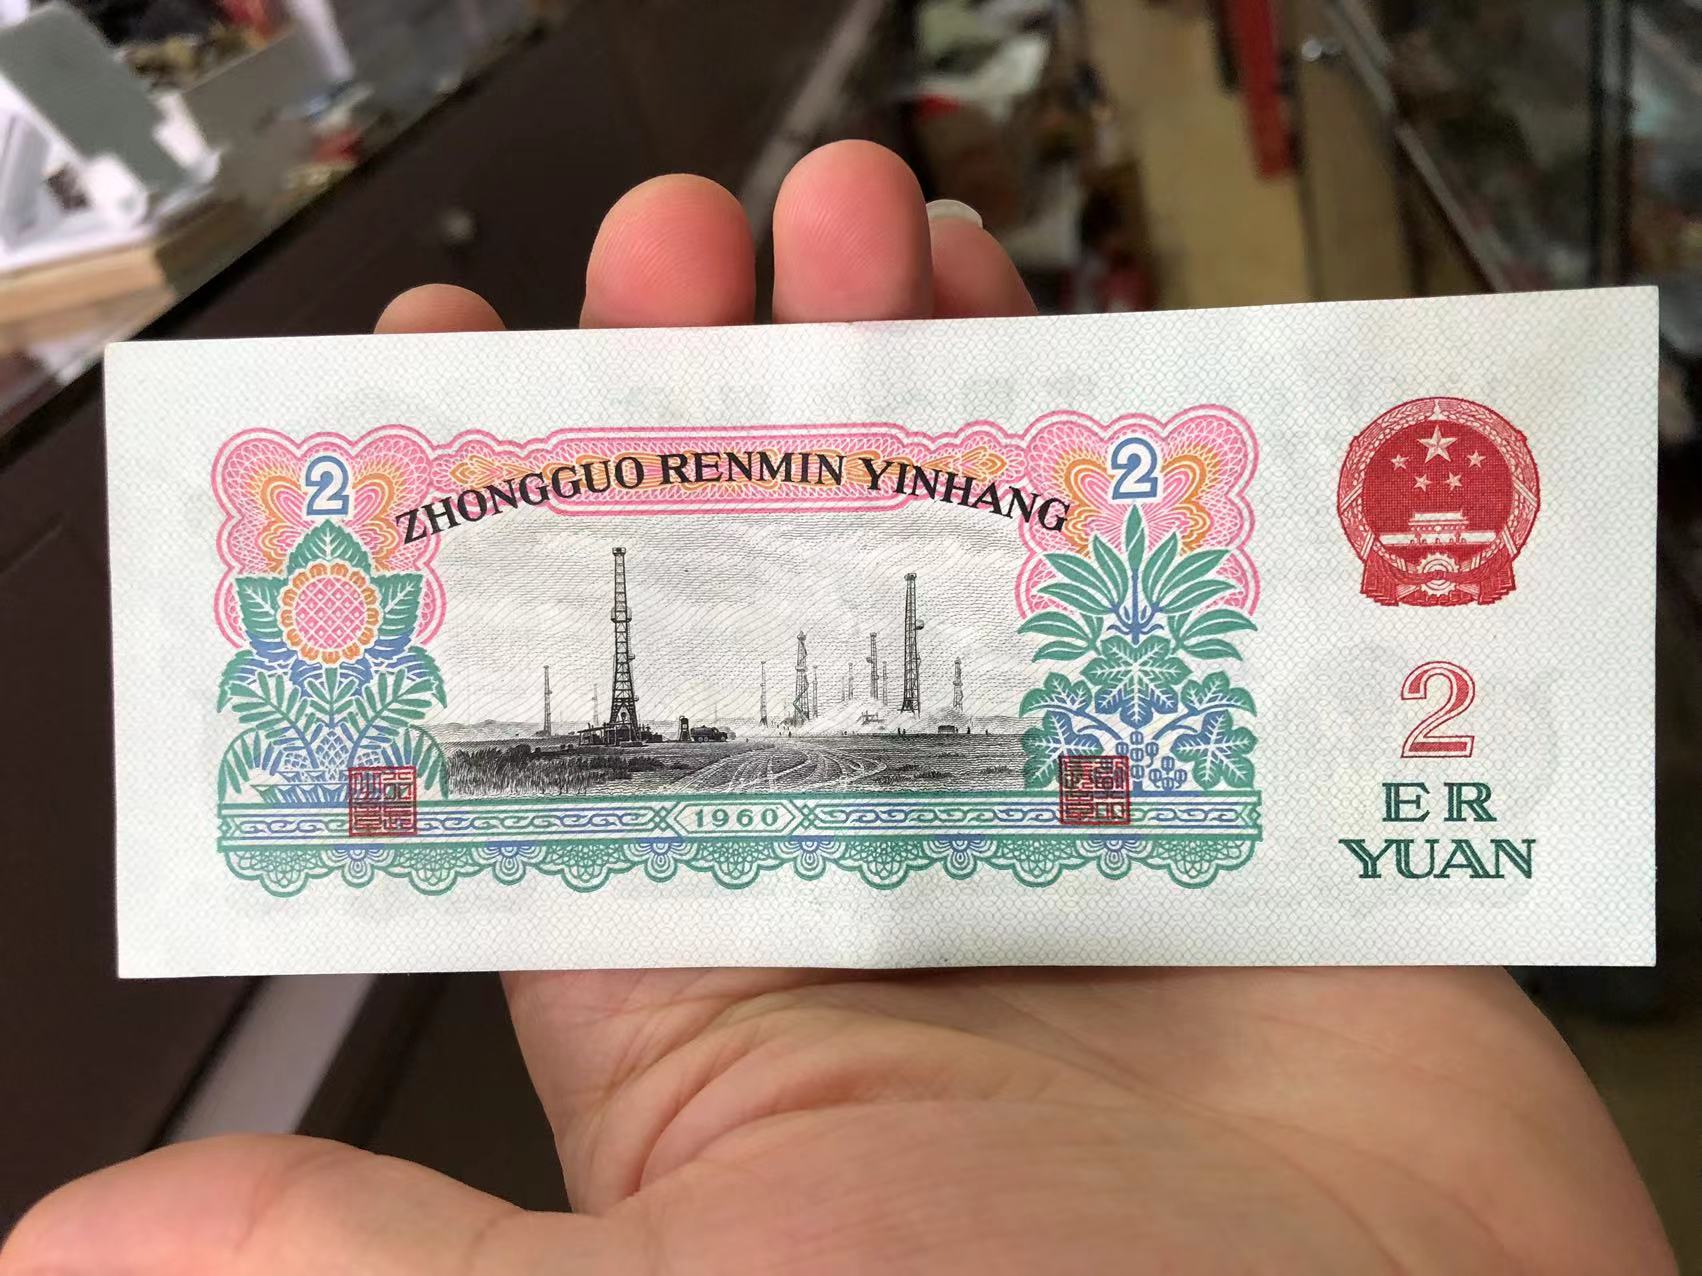 2
ZHONGGUO RENMIN YINHANG
2
1960
2
ER
YUAN